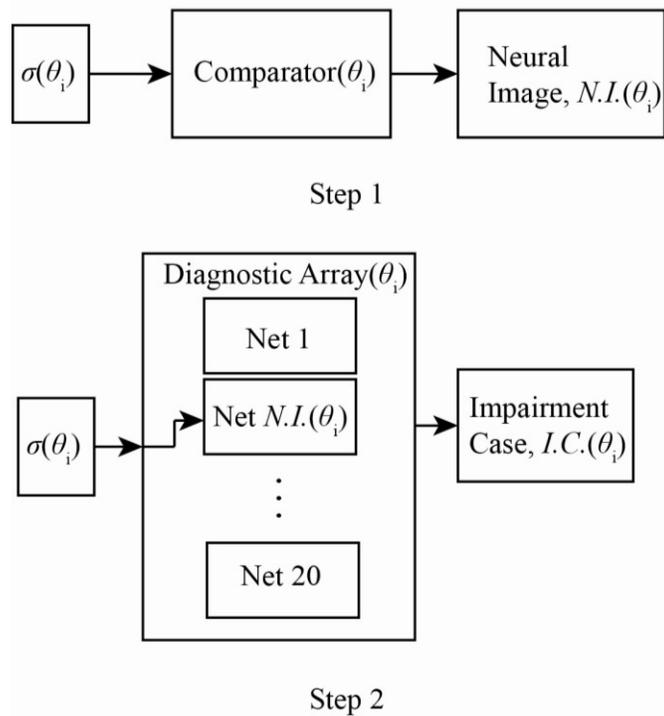 σ(θi)
Comparator(θi)
Neural
Image, N.I.(θi)
Step 1
Diagnostic Array(θi)
Net 1
Net N.I.(θi)
⋮
Net 20
σ(θi)
Impairment
Case, I.C.(θi)
Step 2